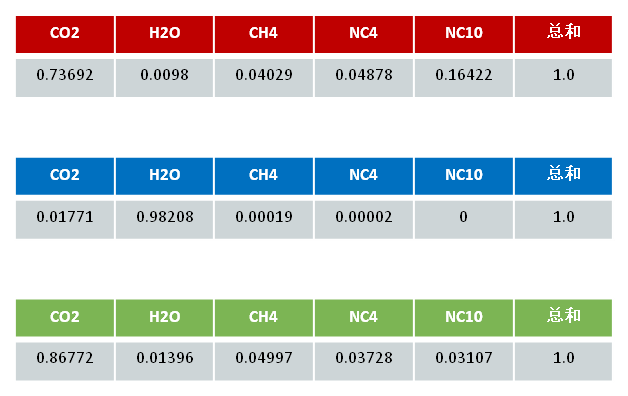 CO2 H2O CH4 NC4 NC10 总和
0.73692 0.0098 0.04029 0.04878 0.16422 1.0
CO2 H2O CH4 NC4 NC10 总和
0.01771 0.98208 0.00019 0.00002 0 1.0
CO2 H2O CH4 NC4 NC10 总和
0.86772 0.01396 0.04997 0.03728 0.03107 1.0